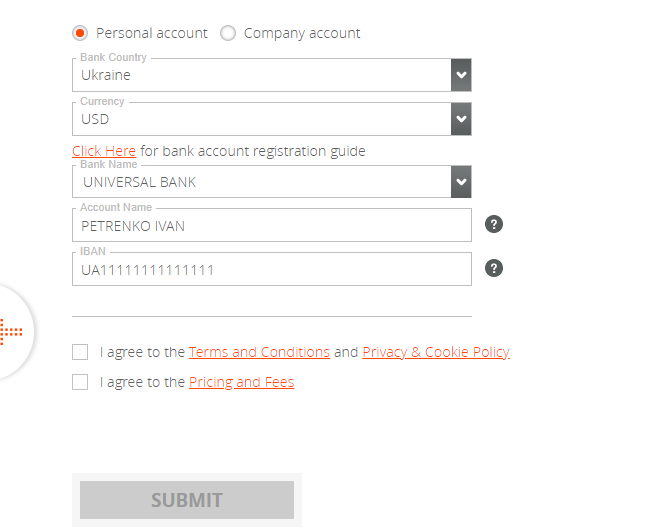 Personal account Company account
Bank Country
Ukraine
Currency
USD
Click Here for bank account registration guide
Bank Name
UNIVERSAL BANK
Account Name
PETRENKO IVAN
?
IBAN
UA11111111111111
?
I agree to the Terms and Conditions and Privacy & Cookie Policy
I agree to the Pricing and Fees
SUBMIT